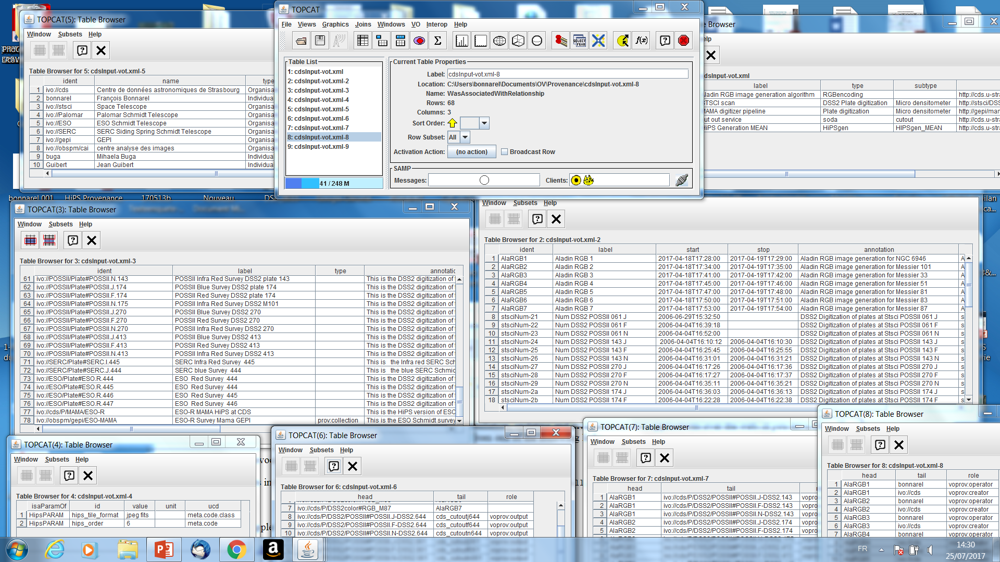 TOPCAT(5): Table Browser
Window Subsets Help
Table Browser for 5: cdsInput-vot.xml-5
ident name type
1 ivo://cds Centre de données astronomiques de Strasbourg Organisa
2 bonnarel François Bonnarel Individual
3 ivo://stsci Space Telescope Organisa
4 ivo://Palomar Palomar Schmidt Telescope Organisa
5 ivo://ESO ESO Schmidt Telescope Organisa
6 ivo://SERC SERC Siding Spring Schmidt Telescope Organisa
7 ivo://gepi GEPI Organisa
8 ivo://obspm/cai centre analyse des images Organisa
9 buga Mihaela Buga Individual
10 Guibert Jean Guibert Individual
TOPCAT
File Views Graphics Joins Windows VO Interop Help
SELECT FROM
f(x)
Table List
1: cdsInput-vot.xml
2: cdsInput-vot.xml-2
3: cdsInput-vot.xml-3
4: cdsInput-vot.xml-4
5: cdsInput-vot.xml-5
6: cdsInput-vot.xml-6
7: cdsInput-vot.xml-7
8: cdsInput-vot.xml-8
9: cdsInput-vot.xml-9
41 / 248 M
Current Table Properties
Label: cdsInput-vot.xml-8
Location: C:\Users\bonnarel\Documents\OV\Provenance\cdsInput-vot.xml-8
Name: WasAssociatedWithRelationship
Rows: 68
Columns: 3
Sort Order:
Row Subset: All
Activation Action: (no action) Broadcast Row
SAMP
Messages: Clients:
le Browser
elp
dsInput-vot.xml
label type subtype
Aladin RGB image generation algorithm RGBencoding http://cds.u-stra
STSCI scan DSS2 Plate digitization Micro densitometer http://stsci/DSS
MAMA digitizer pipeline Plate digitization Micro densitometer http://gepi/mar
ut out service soda cutout http://cds.u-stra
HiPS Generation MEAN HiPSgen HIPSgen_MEAN http://cds.u-stra
bonnarel 001 HiPS Provenance 170513b Nouveau
TOPCAT(3): Table Browser
Window Subsets Help
Table Browser for 3: cdsInput-vot.xml-3
ident label type annotatic
61 ivo://POSSII/Plate#POSSII.N.143 POSSII Infra Red Survey DSS2 plate 143 This is the DSS2 digitization of
62 ivo://POSSII/Plate#POSSII.J.174 POSSII Blue Survey DSS2 plate 174 This is the DSS2 digitization of
63 ivo://POSSII/Plate#POSSII.F.174 POSSII Red Survey DSS2 plate 174 This is the DSS2 digitization of
64 ivo://POSSII/Plate#POSSII.N.175 POSSII Infra Red Survey DSS2 M101 This is the DSS2 digitization of
65 ivo://POSSII/Plate#POSSII.J.270 POSSII Blue Survey DSS2 270 This is the DSS2 digitization of
66 ivo://POSSII/Plate#POSSII.F.270 POSSII Red Survey DSS2 270 This is the DSS2 digitization of
67 ivo://POSSII/Plate#POSSII.N.270 POSSII Infra Red Survey DSS2 270 This is the DSS2 digitization of
68 ivo://POSSII/Plate#POSSII.J.413 POSSII Blue Survey DSS2 413 This is the DSS2 digitization of
69 ivo://POSSII/Plate#POSSII.F.413 POSSII Red Survey DSS2 413 This is the DSS2 digitization of
70 ivo://POSSII/Plate#POSSII.N.413 POSSII Infra Red Survey DSS2 413 This is the DSS2 digitization of
71 ivo://SERC/Plate#SERC.I.445 SERC Infra Red Survey 445 This is the Infra red SERC Sch
72 ivo://SERC/Plate#SERC.J.444 SERC blue Survey 444 This is the blue SERC Schmid
73 ivo://ESO/Plate#ESO.R.444 ESO Red Survey 444 This is the DSS2 digitization of
74 ivo://ESO/Plate#ESO.R.445 ESO Red Survey 444 This is the DSS2 digitization of
75 ivo://ESO/Plate#ESO.R.446 ESO Red Survey 445 This is the DSS2 digitization of
76 ivo://ESO/Plate#ESO.R.447 ESO Red Survey 446 This is the DSS2 digitization of
77 ivo://cds/P/MAMA/ESO-R ESO-R MAMA HiPS at CDS This is the HiPS version of ESO
78 ivo://obspm/gepi/ESO-MAMA ESO-R Survey Mama GEPI prov:collection This is the ESO Schmidt survey
Window Subsets Help
Table Browser for 2: cdsInput-vot.xml-2
ident label start stop annotation
1 AlaRGB1 Aladin RGB 1 2017-04-18T17:28:00 2017-04-19T17:29:00 Aladin RGB image generation for NGC 6946 A
2 AlaRGB2 Aladin RGB 2 2017-04-18T17:34:00 2017-04-19T17:35:00 Aladin RGB image generation for Messier 101 A
3 AlaRGB3 Aladin RGB 3 2017-04-18T17:41:00 2017-04-19T17:42:00 Aladin RGB image generation for Messier 33 A
4 AlaRGB4 Aladin RGB 4 2017-04-18T17:45:00 2017-04-19T17:46:00 Aladin RGB image generation for Messier 51 A
5 AlaRGB5 Aladin RGB 5 2017-04-18T17:47:00 2017-04-19T17:48:00 Aladin RGB image generation for Messier 81 A
6 AlaRGB6 Aladin RGB 6 2017-04-18T17:50:00 2017-04-19T17:51:00 Aladin RGB image generation for Messier 83 A
7 AlaRGB7 Aladin RGB 7 2017-04-18T17:53:00 2017-04-19T17:54:00 Aladin RGB image generation for Messier 87 A
8 stsciNum-21 Num DSS2 POSSII 061 J 2006-06-29T15:32:50 DSS2 Digitization of plates at Stsci POSSII 061 J s
9 stsciNum-22 Num DSS2 POSSII 061 F 2006-04-04T16:39:18 DSS2 Digitization of plates at Stsci POSSII 061 F s
10 stsciNum-23 Num DSS2 POSSII 061 N 2006-04-04T16:52:00 DSS2 Digitization of plates at Stsci POSSII 061 N s
11 stsciNum-24 Num DSS2 POSSII 143 J 2006-04-04T16:10:12 2006-04-04T16:10:30 DSS2 Digitization of plates at Stsci POSSII 143 J s
12 stsciNum-25 Num DSS2 POSSII 143 F 2006-04-04T16:25:45 2006-04-04T16:25:55 DSS2 Digitization of plates at Stsci POSSII 143 F s
13 stsciNum-26 Num DSS2 POSSII 143 N 2006-04-04T16:31:01 2006-04-04T16:31:21 DSS2 Digitization of plates at Stsci POSSII 143 N s
14 stsciNum-27 Num DSS2 POSSII 270 J 2006-04-04T16:17:26 2006-04-04T16:17:36 DSS2 Digitization of plates at Stsci POSSII 270 J s
15 stsciNum-28 Num DSS2 POSSII 270 F 2006-04-04T16:17:27 2006-04-04T16:17:37 DSS2 Digitization of plates at Stsci POSSII 270 F s
16 stsciNum-29 Num DSS2 POSSII 270 N 2006-04-04T16:35:11 2006-04-04T16:35:21 DSS2 Digitization of plates at Stsci POSSII 270 N s
17 stsciNum-2a Num DSS2 POSSII 174 J 2006-04-04T16:36:03 2006-04-04T16:36:13 DSS2 Digitization of plates at Stsci POSSII 174 J s
18 stsciNum-2b Num DSS2 POSSII 174 F 2006-04-04T16:22:28 2006-04-04T16:22:38 DSS2 Digitization of plates at Stsci POSSII 174 F s
TOPCAT(4): Table Browser
Window Subsets Help
Table Browser for 4: cdsInput-vot.xml-4
isaParamOf id value unit ucd
1 HipsPARAM hips_tile_format jpeg fits meta.code.class
2 HipsPARAM hips_order 6 meta.code
TOPCAT(6): Table Browser
Window Subsets Help
Table Browser for 6: cdsInput-vot.xml-6
head tail role
7 ivo://cds/P/DSS2color#RGB_M87 AlaRGB7
8 ivo://cds/P/DSS2/POSSII#POSSII.J-DSS2.644 cds_cutoutj644 voprov:output
9 ivo://cds/P/DSS2/POSSII#POSSII.F-DSS2.644 cds_cutoutf644 voprov:output
10 ivo://cds/P/DSS2/POSSII#POSSII.N-DSS2.644 cds_cutoutn644 voprov:output
TOPCAT(7): Table Browser
Window Subsets Help
Table Browser for 7: cdsInput-vot.xml-7
head tail
1 AlaRGB1 ivo://cds/P/DSS2/POSSII#POSSII.J-DSS2.143 vopro
2 AlaRGB1 ivo://cds/P/DSS2/POSSII#POSSII.F-DSS2.143 vopro
3 AlaRGB1 ivo://cds/P/DSS2/POSSII#POSSII.N-DSS2.143 vopro
4 AlaRGB2 ivo://cds/P/DSS2/POSSII#POSSII.J-DSS2.174 vopro
5 AlaRGB2 ivo://cds/P/DSS2/POSSII#POSSII.F-DSS2.174 vopro
TOPCAT(8): Table Browser
Window Subsets Help
Table Browser for 8: cdsInput-vot.xml-8
head tail role
1 AlaRGB1 bonnarel voprov:operator
2 AlaRGB1 ivo://cds voprov:creator
3 AlaRGB2 bonnarel voprov:operator
4 AlaRGB2 ivo://cds voprov:creator
5 AlaRGB3 bonnarel voprov:operator
6 AlaRGB3 ivo://cds voprov:creator
7 AlaRGB4 bonnarel voprov:operator
FR 14:30
25/07/2017